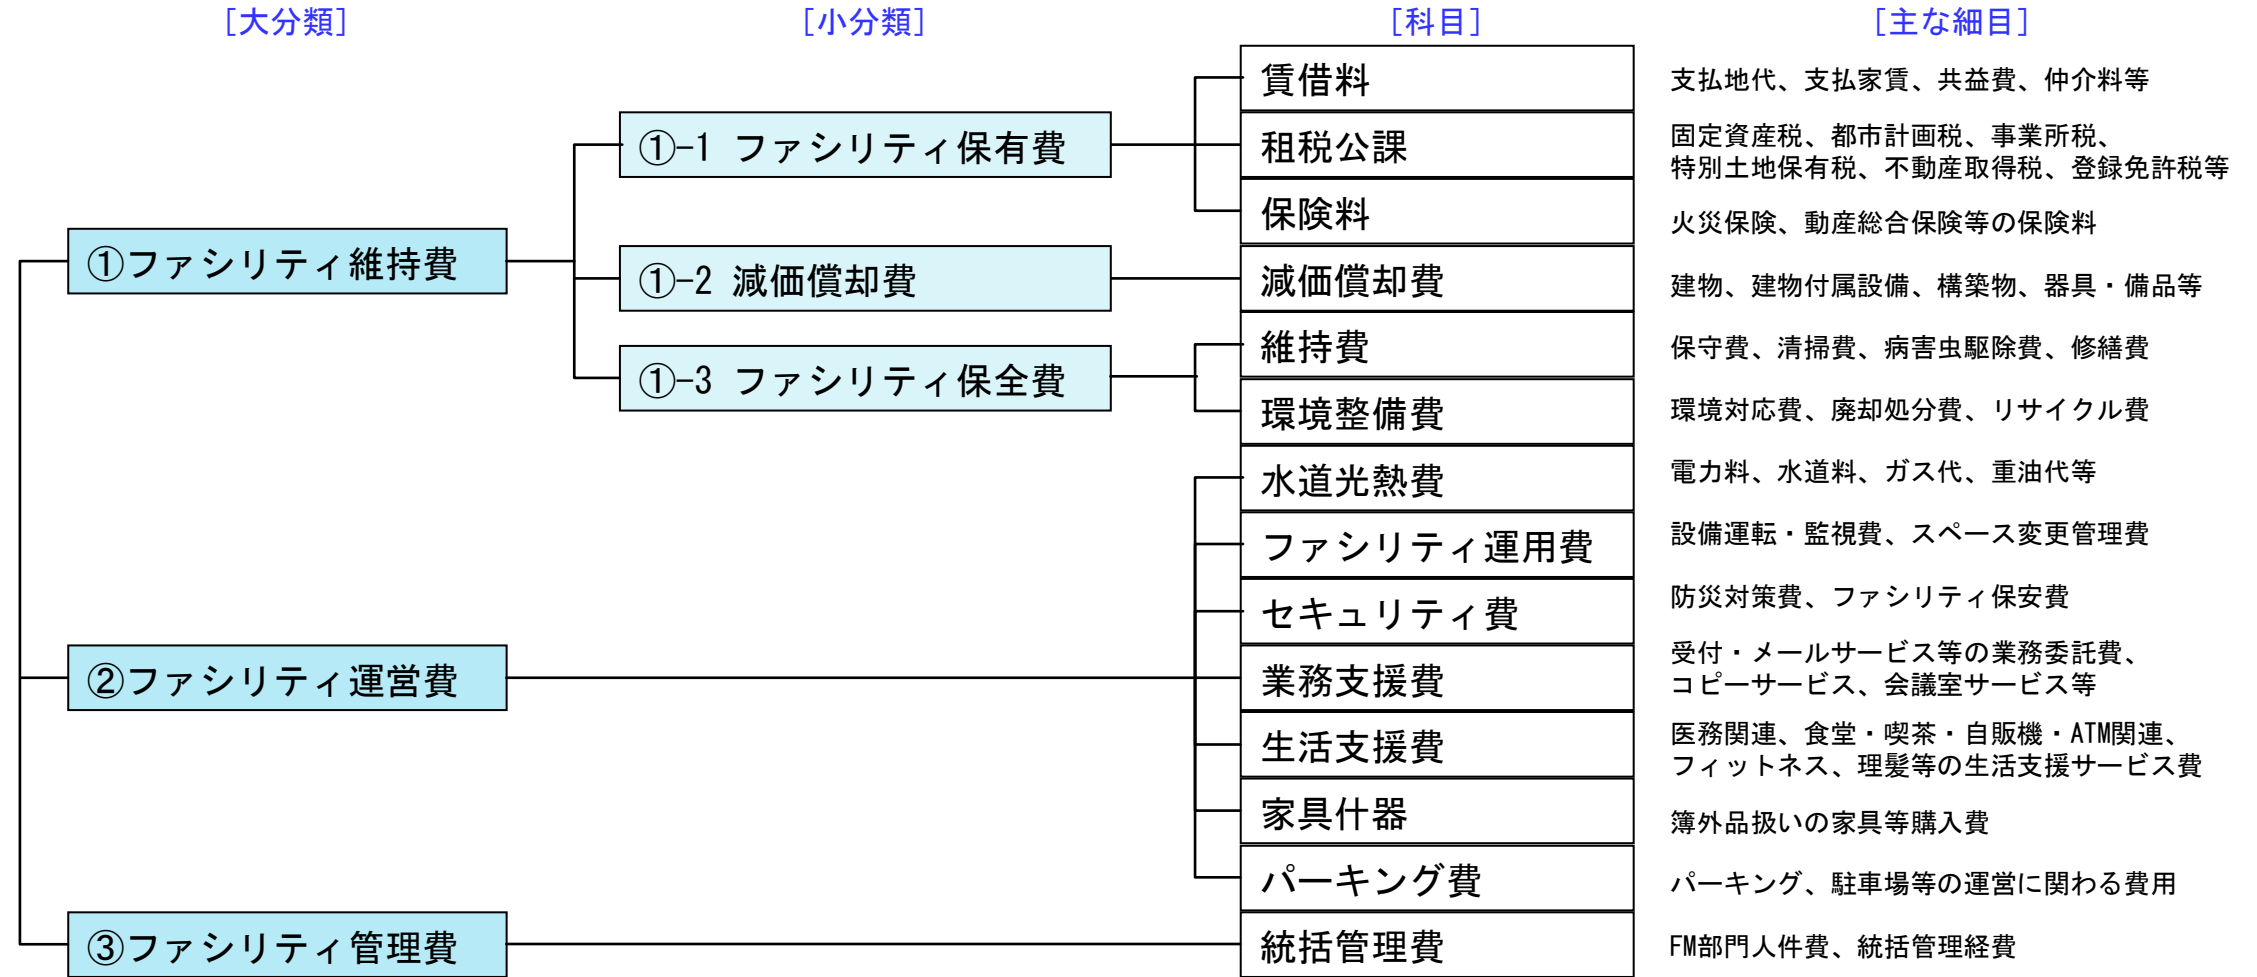 [大分類]
[小分類]
[科目]
[主な細目]
賃借料
支払地代、支払家賃、共益費、仲介料等
①-1 ファシリティ保有費
租税公課
固定資産税、都市計画税、事業所税、
特別土地保有税、不動産取得税、登録免許税等
保険料
火災保険、動産総合保険等の保険料
①ファシリティ維持費
①-2 減価償却費
減価償却費
建物、建物付属設備、構築物、器具・備品等
維持費
保守費、清掃費、病害虫駆除費、修繕費
①-3 ファシリティ保全費
環境整備費
環境対応費、廃却処分費、リサイクル費
水道光熱費
電力料、水道料、ガス代、重油代等
ファシリティ運用費
設備運転・監視費、スペース変更管理費
セキュリティ費
防災対策費、ファシリティ保安費
②ファシリティ運営費
業務支援費
受付・メールサービス等の業務委託費、
コピーサービス、会議室サービス等
生活支援費
医務関連、食堂・喫茶・自販機・ATM関連、
フィットネス、理髪等の生活支援サービス費
家具什器
簿外品扱いの家具等購入費
パーキング費
パーキング、駐車場等の運営に関わる費用
③ファシリティ管理費
統括管理費
FM部門人件費、統括管理経費